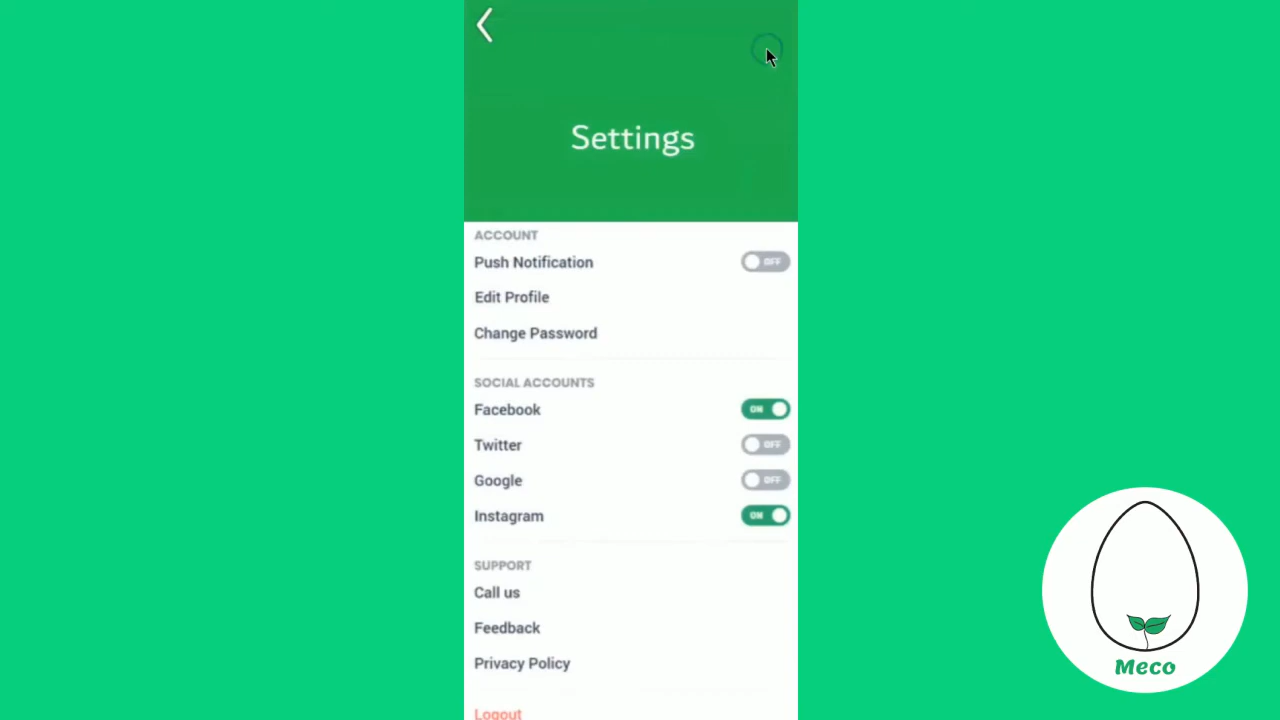 Settings
ACCOUNT
Push Notification OFF
Edit Profile
Change Password
SOCIAL ACCOUNTS
Facebook ON
Twitter OFF
Google OFF
Instagram ON
SUPPORT
Call us
Feedback
Privacy Policy
Logout
Meco